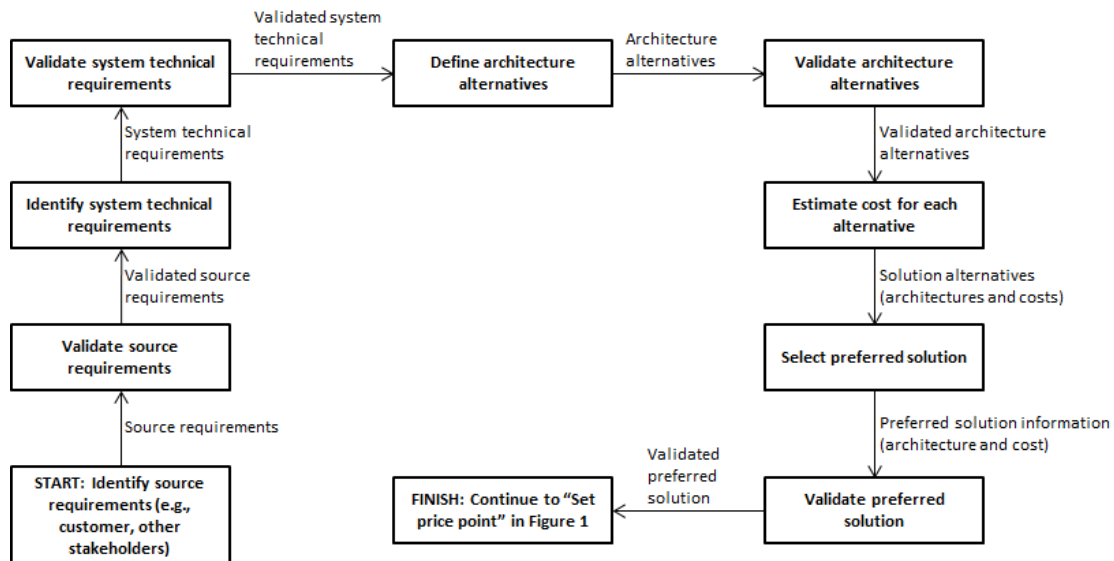 Validate system technical
requirements
Validated system
technical
requirements
Define architecture
alternatives
Architecture
alternatives
Validate architecture
alternatives
System technical
requirements
Validated architecture
alternatives
Identify system technical
requirements
Estimate cost for each
alternative
Validated source
requirements
Solution alternatives
(architectures and costs)
Validate source
requirements
Select preferred solution
Source requirements
Preferred solution information
(architecture and cost)
START: Identify source
requirements (e.g.,
customer, other
stakeholders)
FINISH: Continue to “Set
price point” in Figure 1
Validated
preferred
solution
Validate preferred
solution